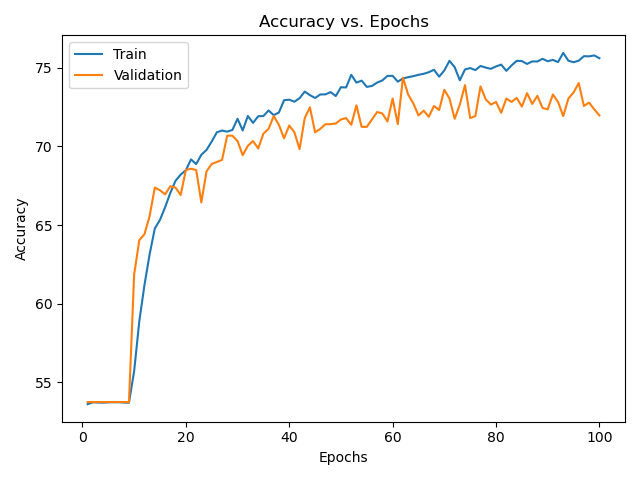 Accuracy vs. Epochs
Train
Validation
Accuracy
75
70
65
60
55
0 20 40 60 80 100
Epochs